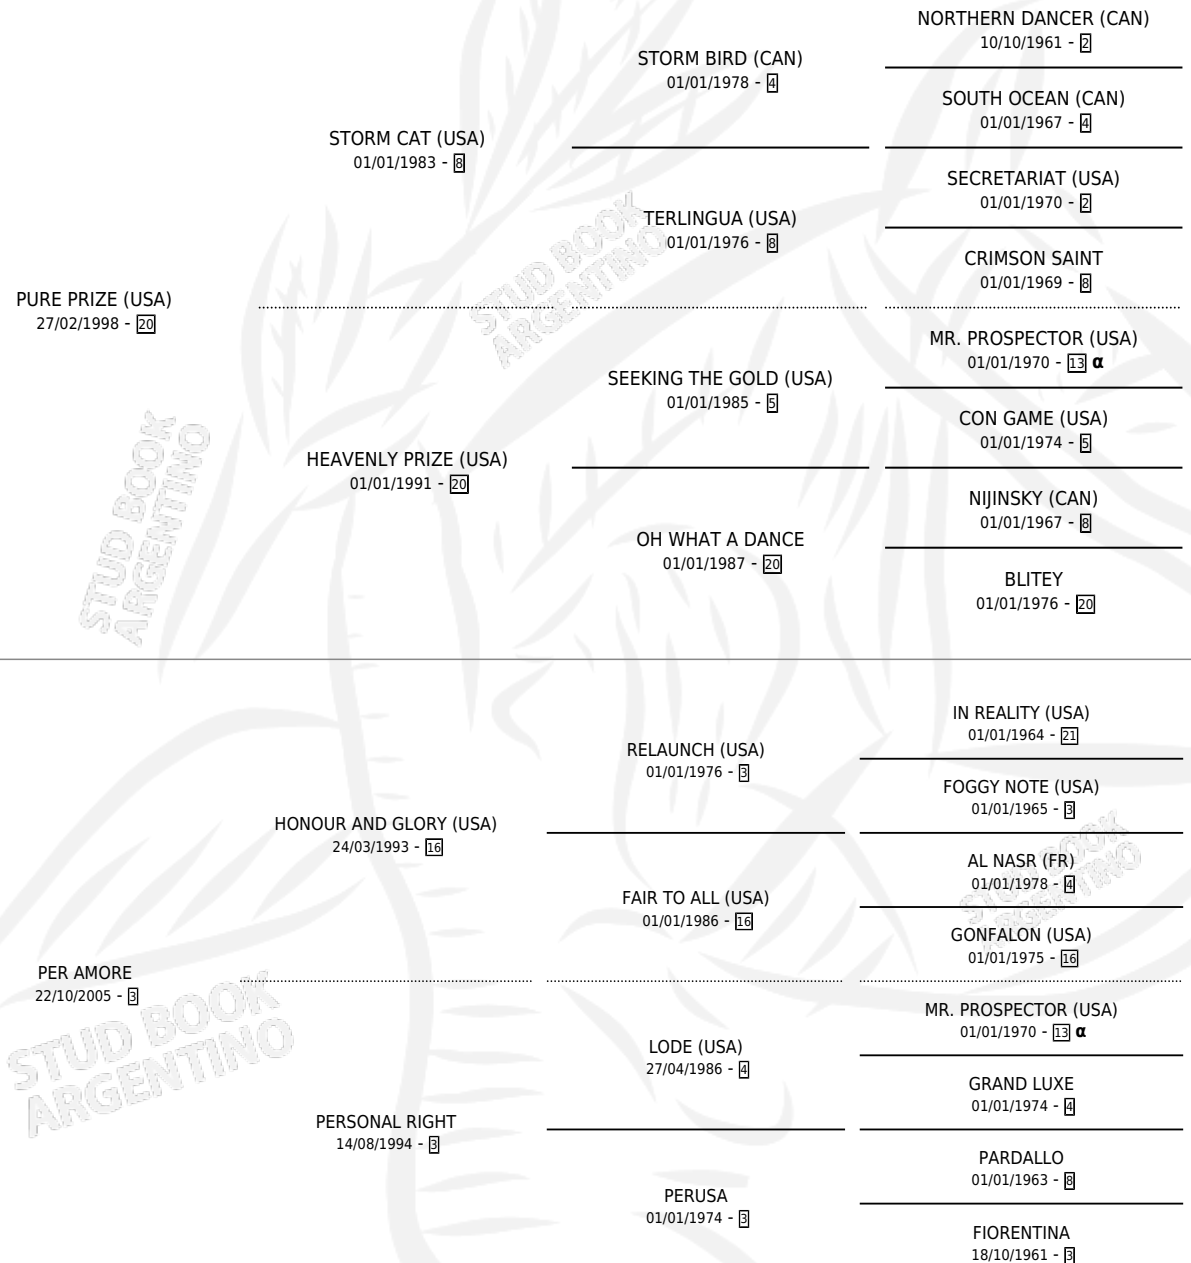 NORTHERN DANCER (CAN)
10/10/1961 - 2
STORM BIRD (CAN)
01/01/1978 - 4
SOUTH OCEAN (CAN)
01/01/1967 - 4
STORM CAT (USA)
01/01/1983 - 8
SECRETARIAT (USA)
01/01/1970 - 2
TERLINGUA (USA)
01/01/1976 - 8
CRIMSON SAINT
01/01/1969 - 8
STUD BOOK
ARGENTINO
PURE PRIZE (USA)
27/02/1998 - 20
MR. PROSPECTOR (USA)
01/01/1970 - 13 α
SEEKING THE GOLD (USA)
01/01/1985 - 5
CON GAME (USA)
01/01/1974 - 5
HEAVENLY PRIZE (USA)
01/01/1991 - 20
NIJINSKY (CAN)
01/01/1967 - 8
OH WHAT A DANCE
01/01/1987 - 20
BLITEY
01/01/1976 - 20
STUD BOOK
ARGENTINO
IN REALITY (USA)
01/01/1964 - 21
RELAUNCH (USA)
01/01/1976 - 3
FOGGY NOTE (USA)
01/01/1965 - 3
HONOUR AND GLORY (USA)
24/03/1993 - 16
AL NASR (FR)
01/01/1978 - 4
FAIR TO ALL (USA)
01/01/1986 - 16
GONFALON (USA)
01/01/1975 - 16
STUD BOOK
ARGENTINO
PER AMORE
22/10/2005 - 3
MR. PROSPECTOR (USA)
01/01/1970 - 13 α
LODE (USA)
27/04/1986 - 4
GRAND LUXE
01/01/1974 - 4
STUD BOOK
ARGENTINO
PERSONAL RIGHT
14/08/1994 - 3
PARDALLO
01/01/1963 - 8
PERUSA
01/01/1974 - 3
FIORENTINA
18/10/1961 - 3